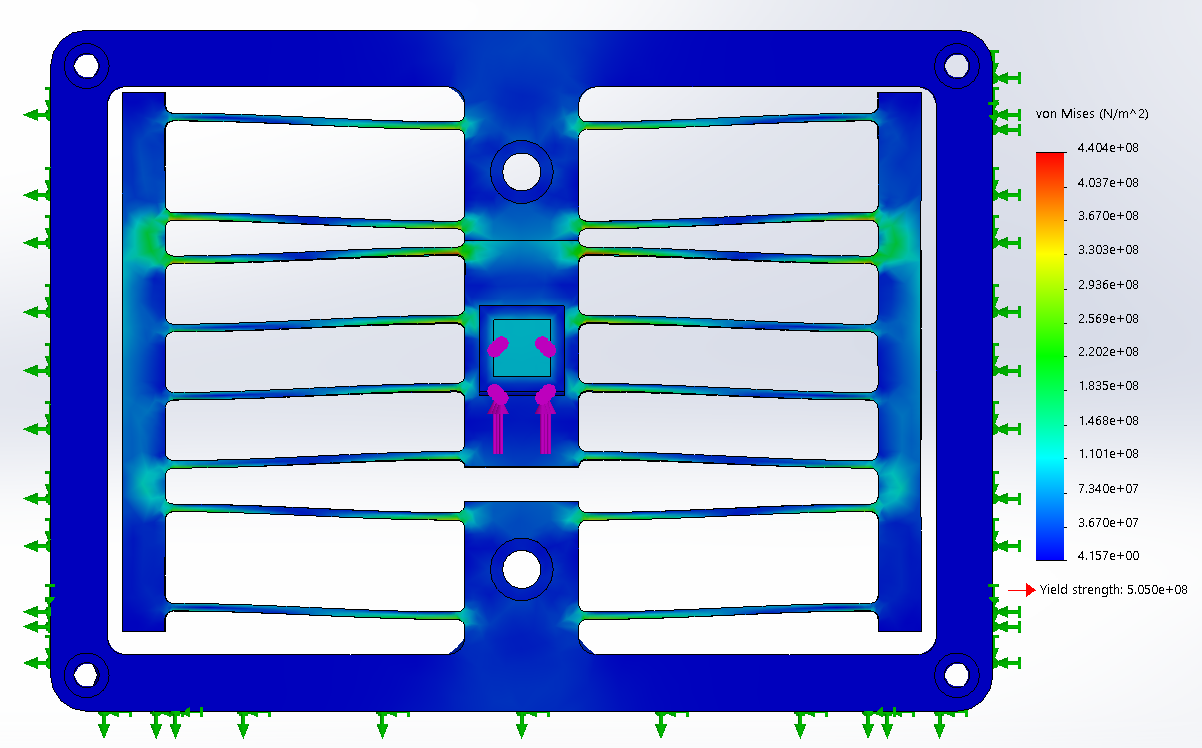 von Mises (N/m^2)
4.404e+08
4.037e+08
3.670e+08
3.303e+08
2.936e+08
2.569e+08
2.202e+08
1.835e+08
1.468e+08
1.101e+08
7.340e+07
3.670e+07
4.157e+00
Yield strength: 5.050e+08